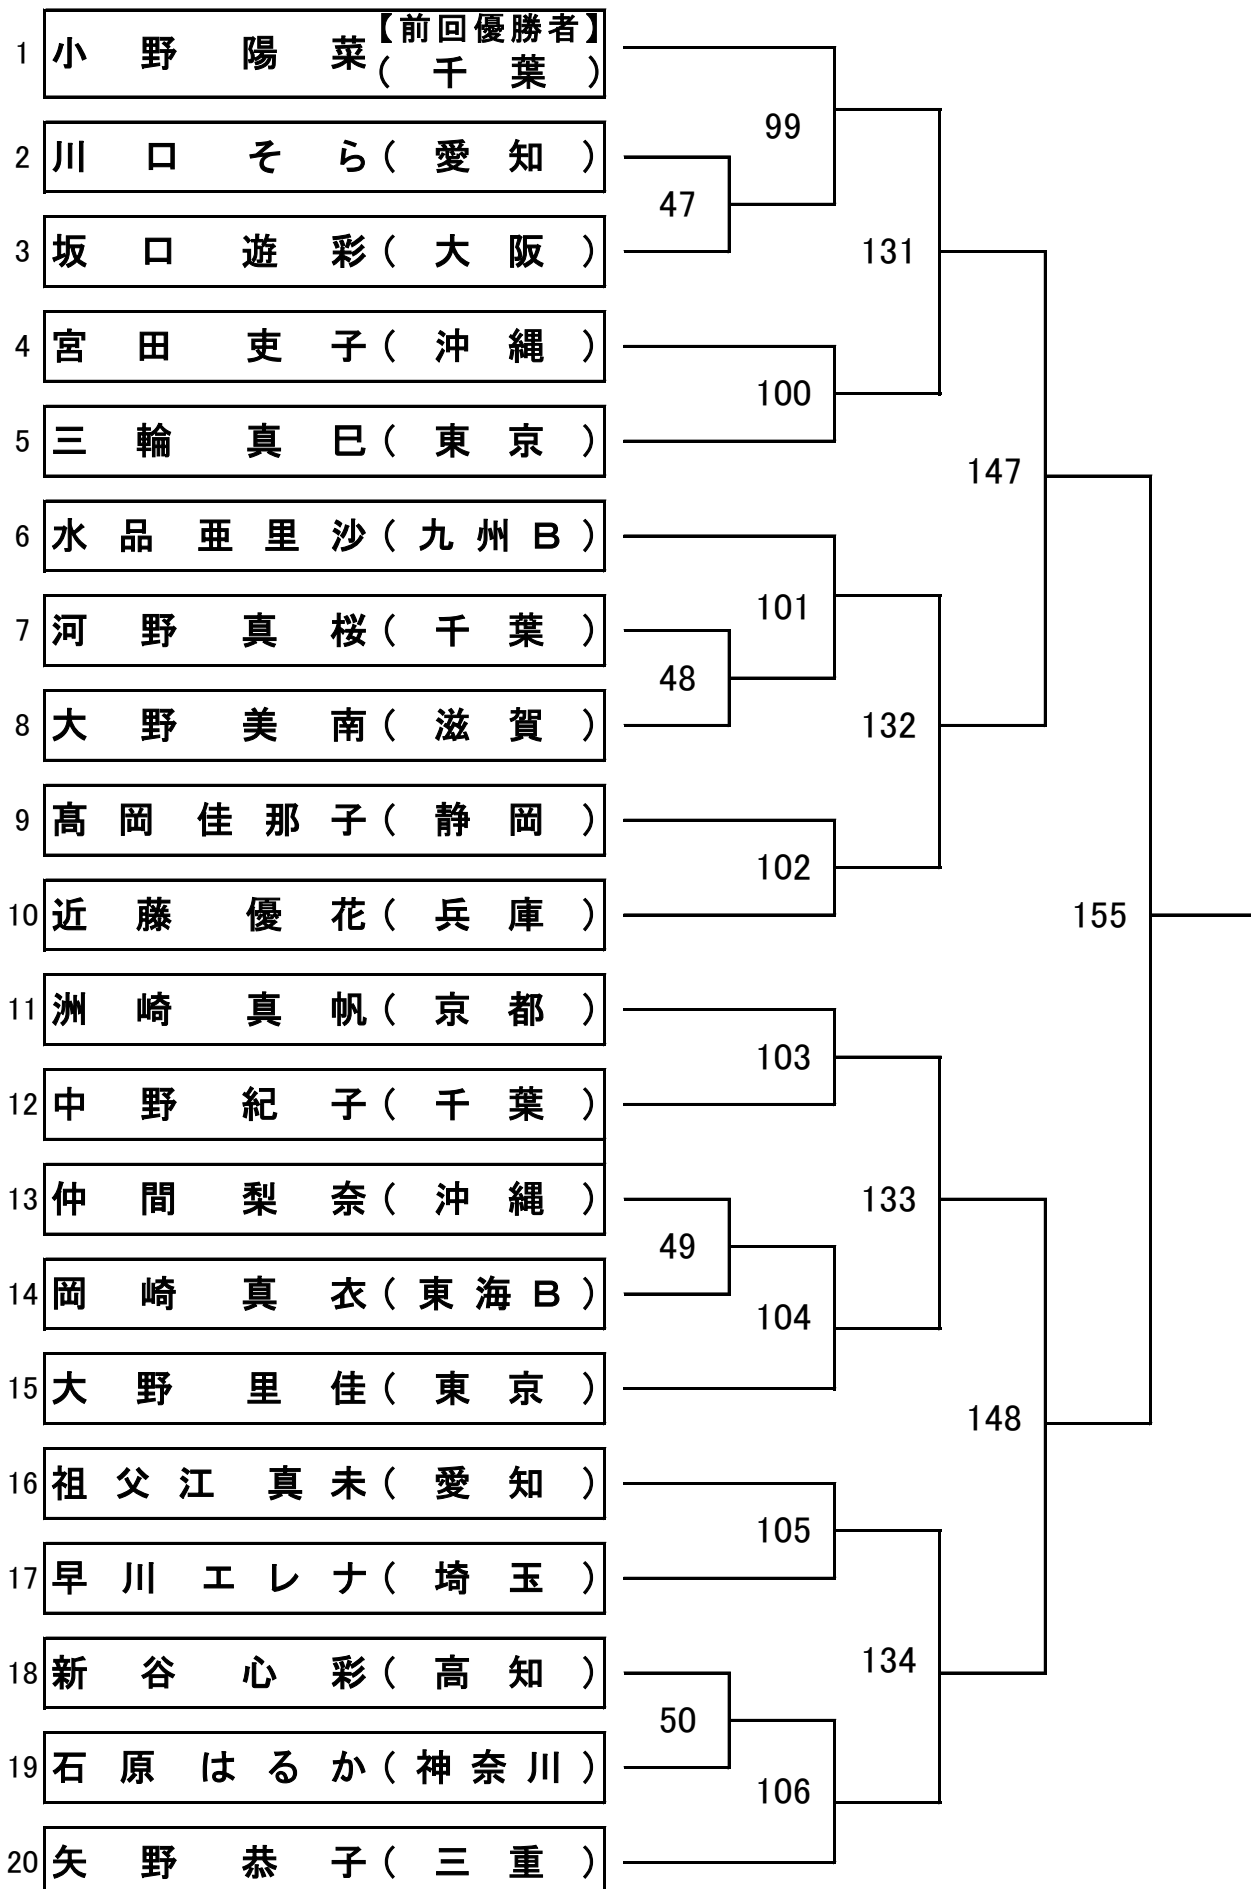 【前回優勝者】
1 小野陽菜(千葉)
99
2 川口そら(愛知)
47
3 坂口遊彩(大阪)
131
4 宮田吏子(沖縄)
100
5 三輪真巳(東京)
147
6 水品亜里沙(九州B)
101
7 河野真桜(千葉)
48
8 大野美南(滋賀)
132
9 髙岡佳那子(静岡)
102
10 近藤優花(兵庫)
155
11 洲崎真帆(京都)
103
12 中野紀子(千葉)
13 仲間梨奈(沖縄)
133
49
14 岡崎真衣(東海B)
104
15 大野里佳(東京)
148
16 祖父江真未(愛知)
105
17 早川エレナ(埼玉)
134
18 新谷心彩(高知)
50
19 石原はるか(神奈川)
106
20 矢野恭子(三重)